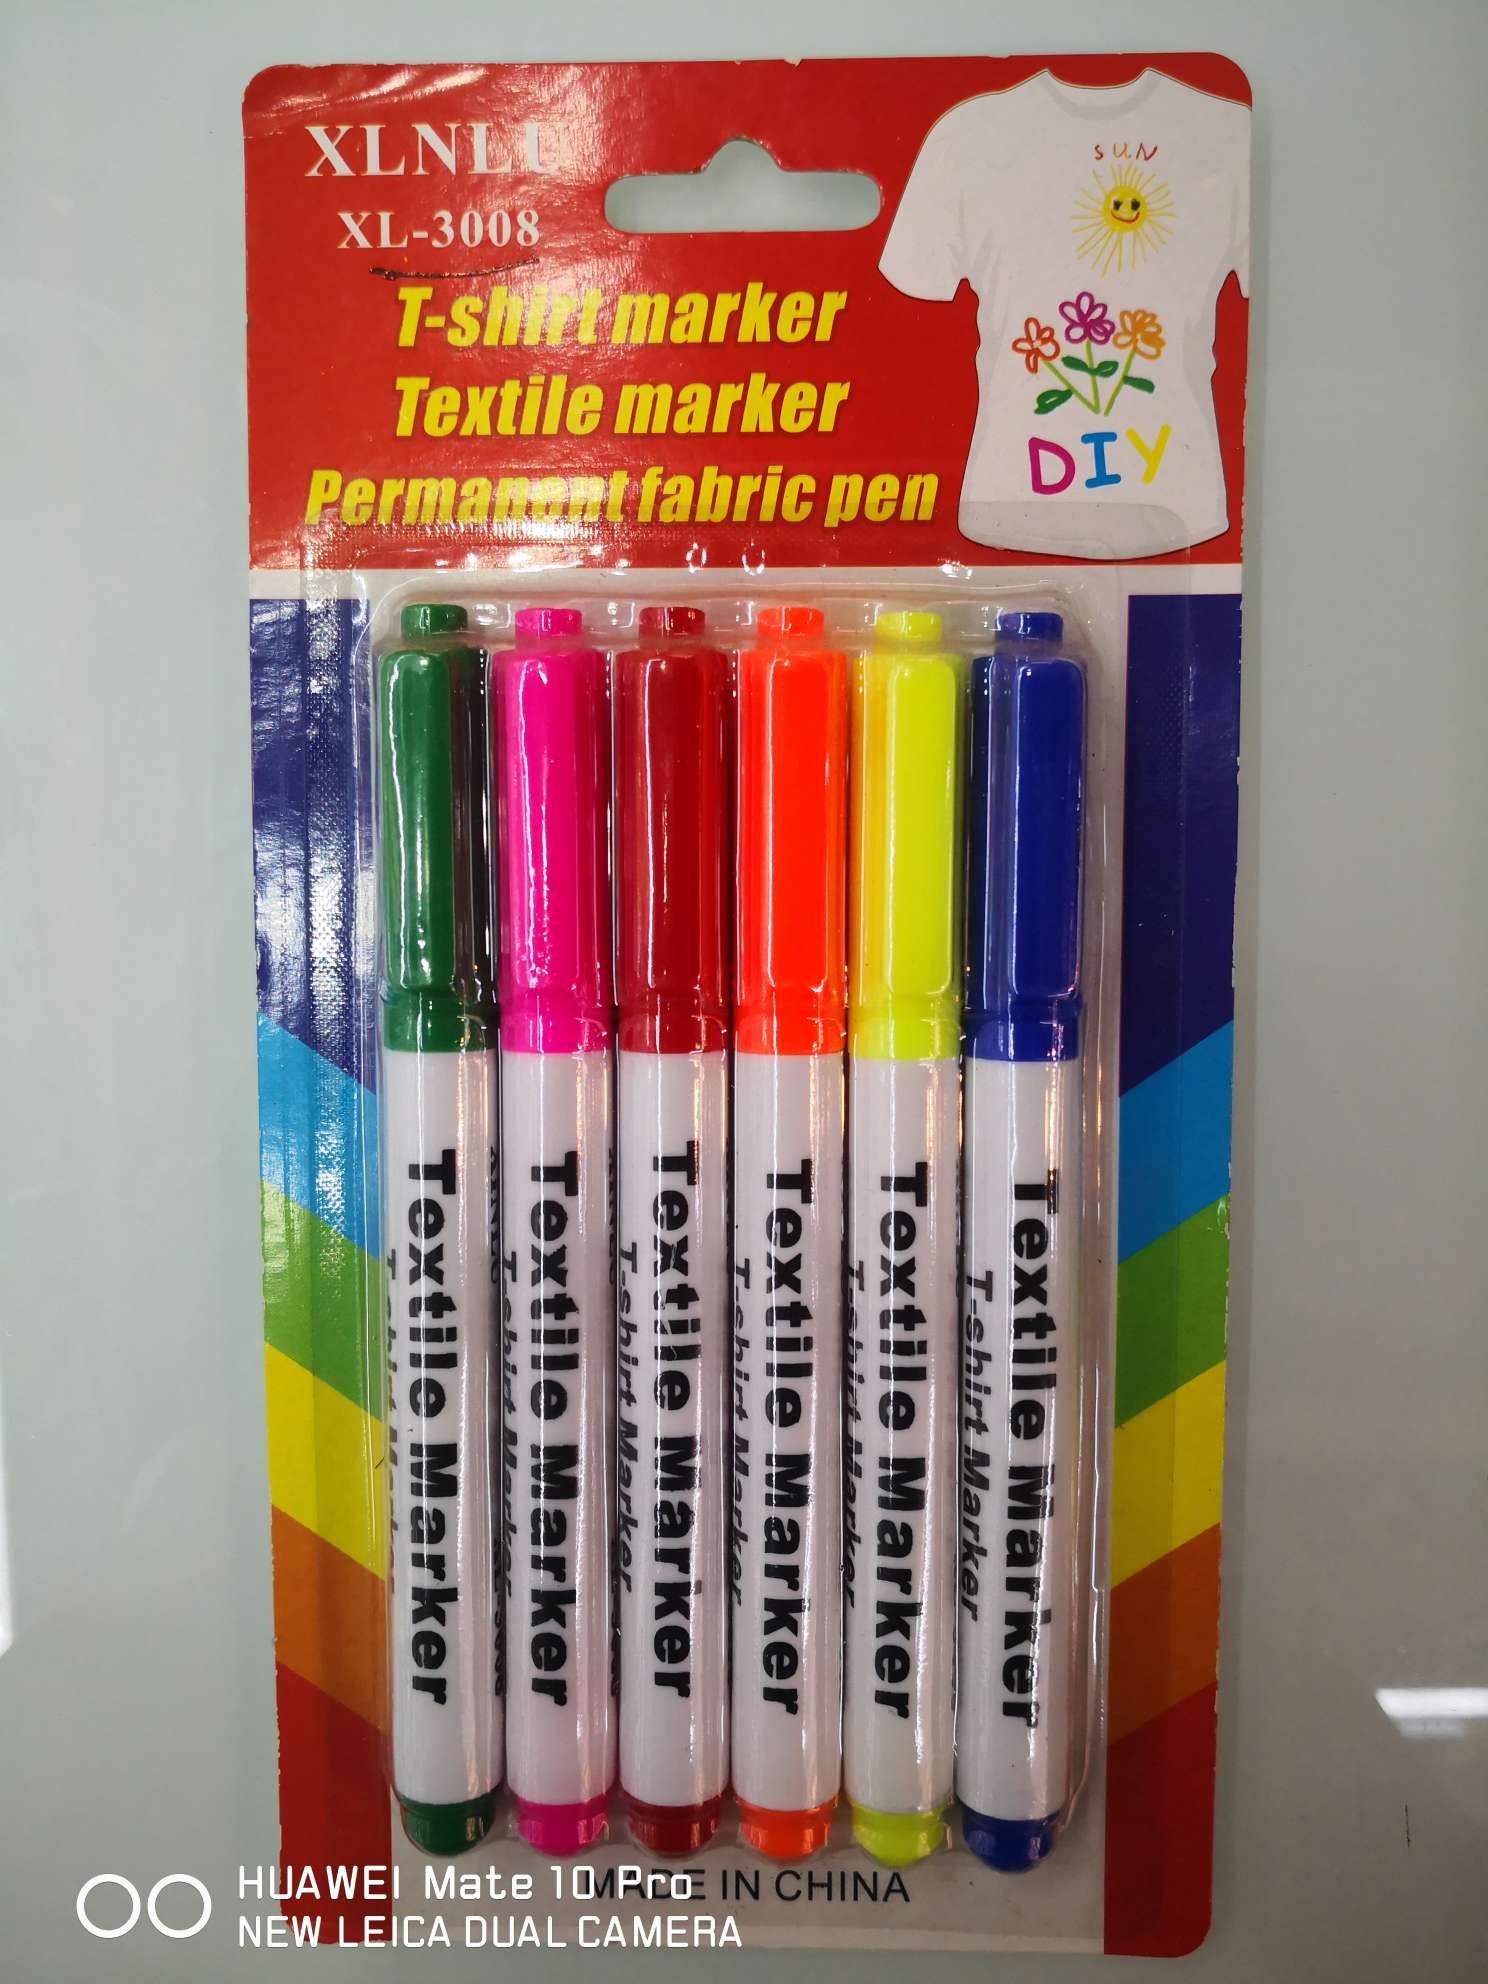 XLNLU
XL-3008
SUN
T-shirt marker
Textile marker
Permanent fabric pen
DIY
Textile Marker
T-shirt Marker
Textile Marker
T-shirt Marker
Textile Marker
T-shirt Marker
Textile Marker
T-shirt Marker
Textile Marker
T-shirt Marker
Textile Marker
T-shirt Marker
MADE IN CHINA
HUAWEI Mate 10 Pro
NEW LEICA DUAL CAMERA